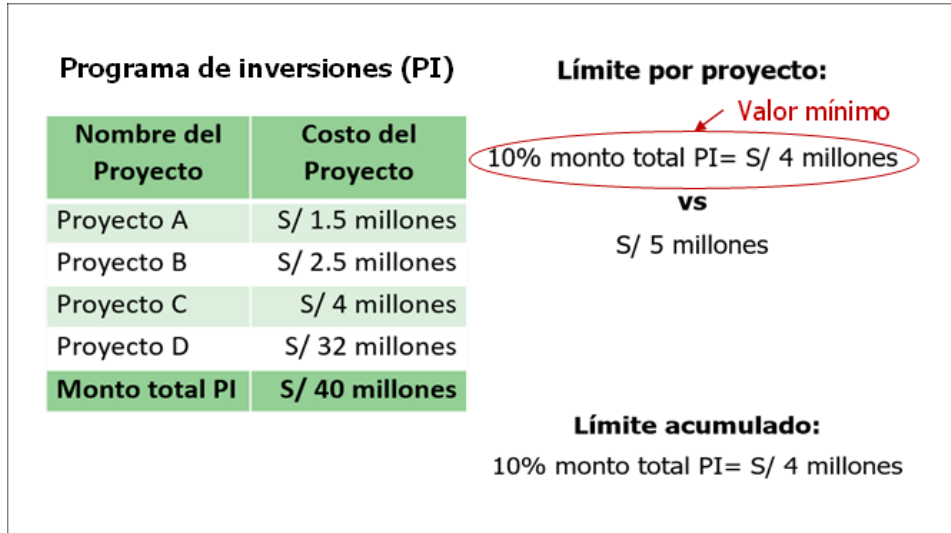 Programa de inversiones (PI)
Nombre del Proyecto Costo del Proyecto
Proyecto A S/ 1.5 millones
Proyecto B S/ 2.5 millones
Proyecto C S/ 4 millones
Proyecto D S/ 32 millones
Monto total PI S/ 40 millones
Límite por proyecto:
Valor mínimo
10% monto total PI= S/ 4 millones
vs
S/ 5 millones
Límite acumulado:
10% monto total PI= S/ 4 millones